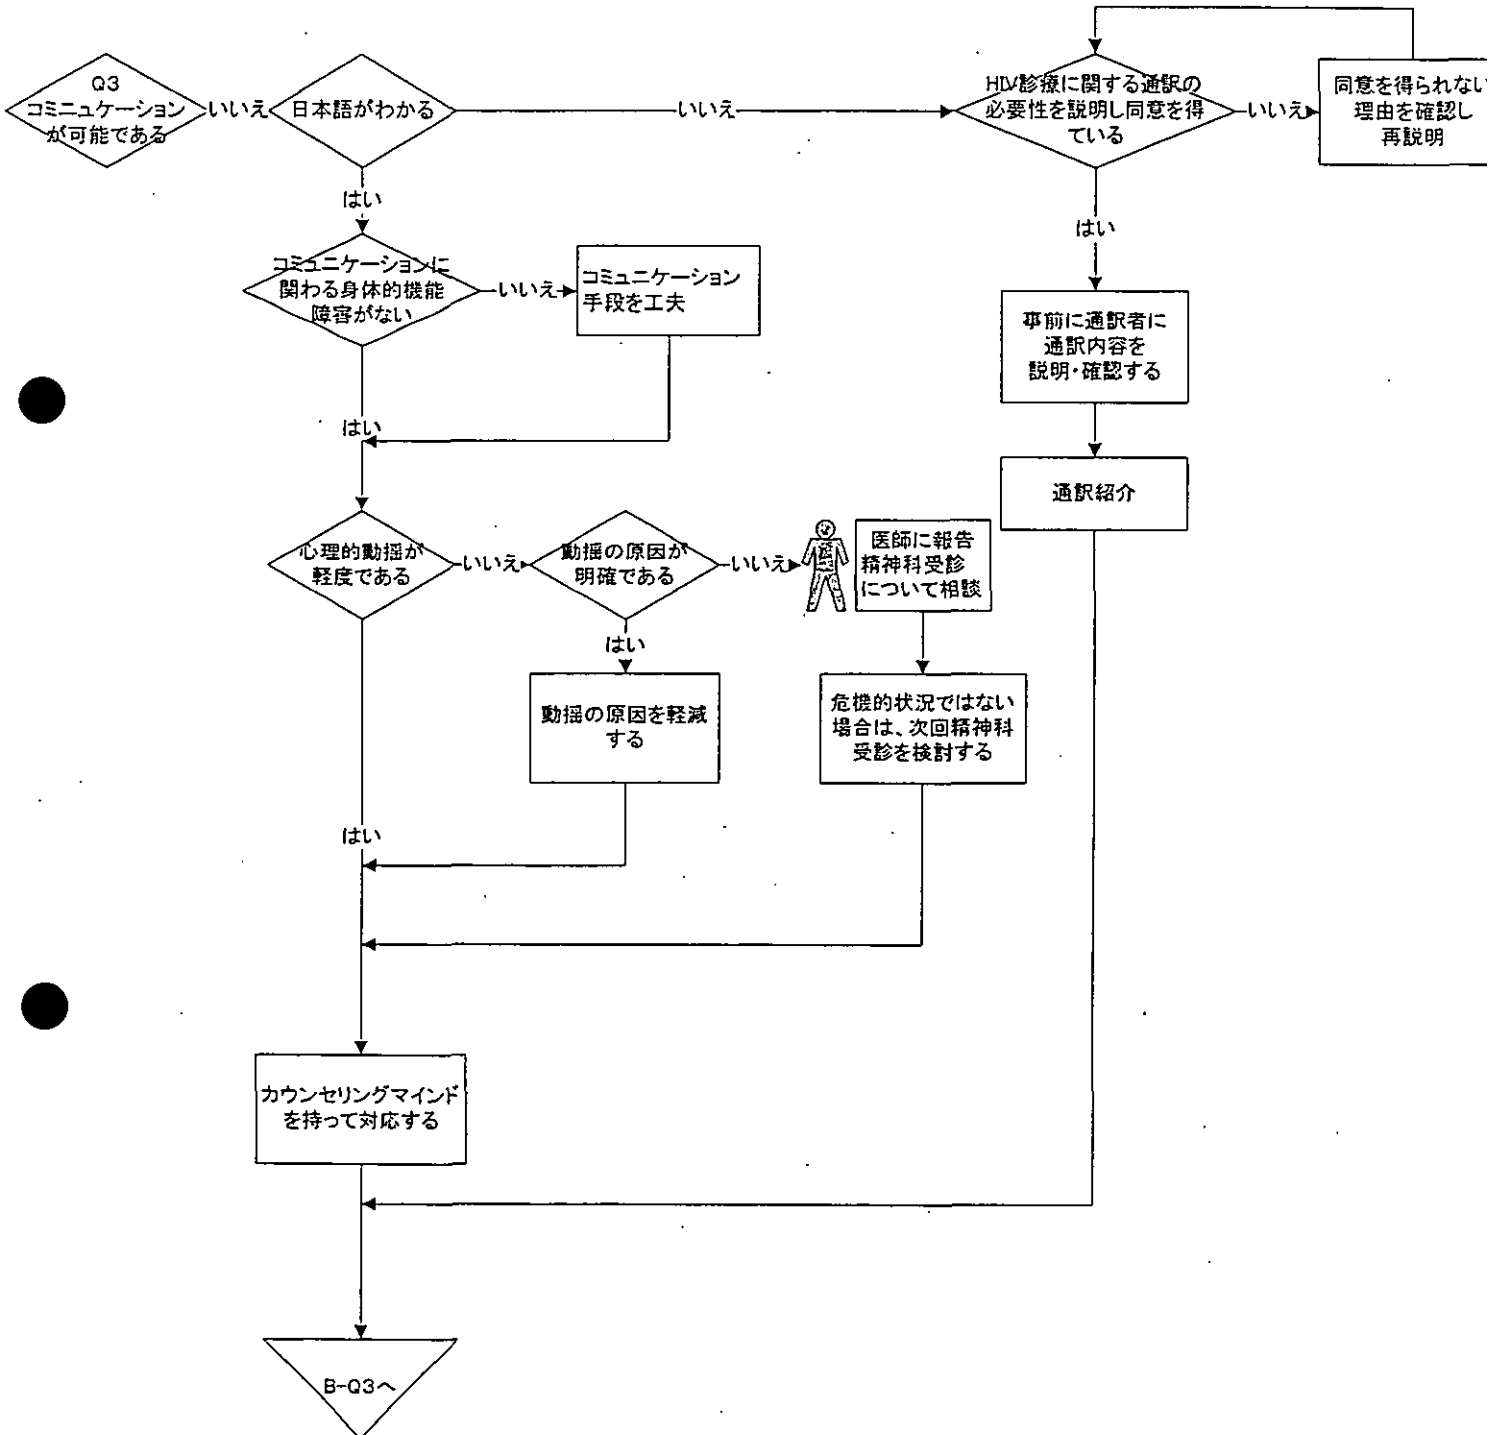 Q3
コミニュケーション
が可能である
いいえ
日本語がわかる
いいえ
HIV診療に関する通訳の
必要性を説明し同意を得
ている
いいえ
同意を得られない
理由を確認し
再説明
はい
はい
コミュニケーションに
関わる身体的機能
障害がない
いいえ
コミュニケーション
手段を工夫
事前に通訳者に
通訳内容を
説明・確認する
はい
通訳紹介
心理的動揺が
軽度である
いいえ
動揺の原因が
明確である
いいえ
医師に報告
精神科受診
について相談
はい
動揺の原因を軽減
する
危機的状況ではない
場合は、次回精神科
受診を検討する
はい
カウンセリングマインド
を持って対応する
B-Q3へ